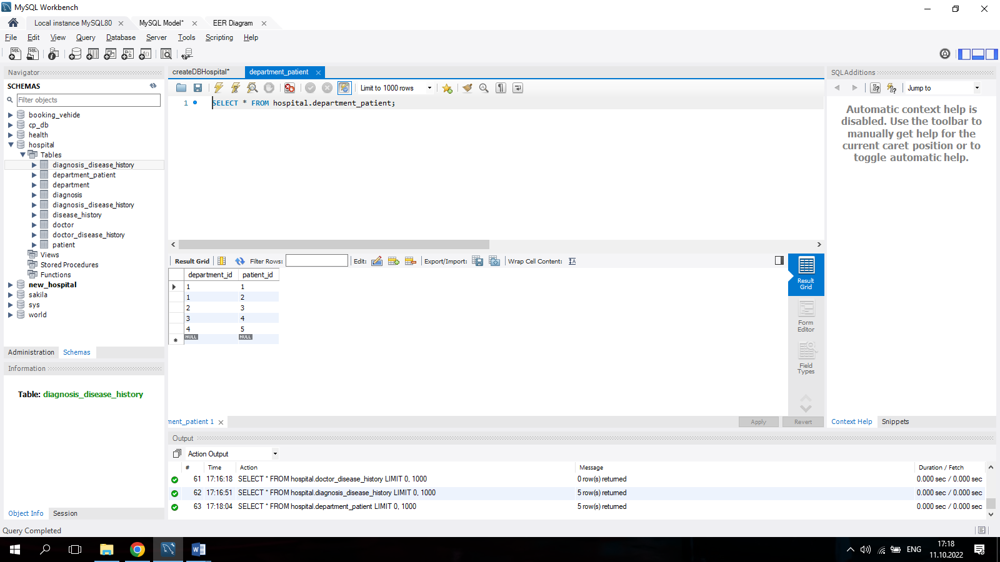 MySQL Workbench
Local instance MySQL80
MySQL Model*
EER Diagram
File Edit View Query Database Server Tools Scripting Help
Navigator
SCHEMAS
Filter objects
booking_vehide
cp_db
health
hospital
Tables
diagnosis_disease_history
department_patient
department
diagnosis
diagnosis_disease_history
disease_history
doctor
doctor_disease_history
patient
Views
Stored Procedures
Functions
new_hospital
sakila
sys
world
Administration Schemas
Information
Table: diagnosis_disease_history
Object Info Session
Query Completed
createDBHospital* department_patient
Limit to 1000 rows
1 SELECT * FROM hospital.department_patient;
Result Grid Filter Rows: Edit: Export/Import: Wrap Cell Content:
department_id patient_id
1 1
1 2
2 3
3 4
4 5
NULL NULL
Result
Grid
Form
Editor
Field
Types
ment_patient 1
Apply Revert
SQLAdditions
Jump to
Automatic context help is
disabled. Use the toolbar to
manually get help for the
current caret position or to
toggle automatic help.
Context Help Snippets
Output
Action Output
# Time Action Message Duration / Fetch
61 17:16:18 SELECT * FROM hospital.doctor_disease_history LIMIT 0, 1000 0 row(s) returned 0.000 sec / 0.000 sec
62 17:16:51 SELECT * FROM hospital.diagnosis_disease_history LIMIT 0, 1000 5 row(s) returned 0.000 sec / 0.000 sec
63 17:18:04 SELECT * FROM hospital.department_patient LIMIT 0, 1000 5 row(s) returned 0.000 sec / 0.000 sec
ENG
17:18
11.10.2022